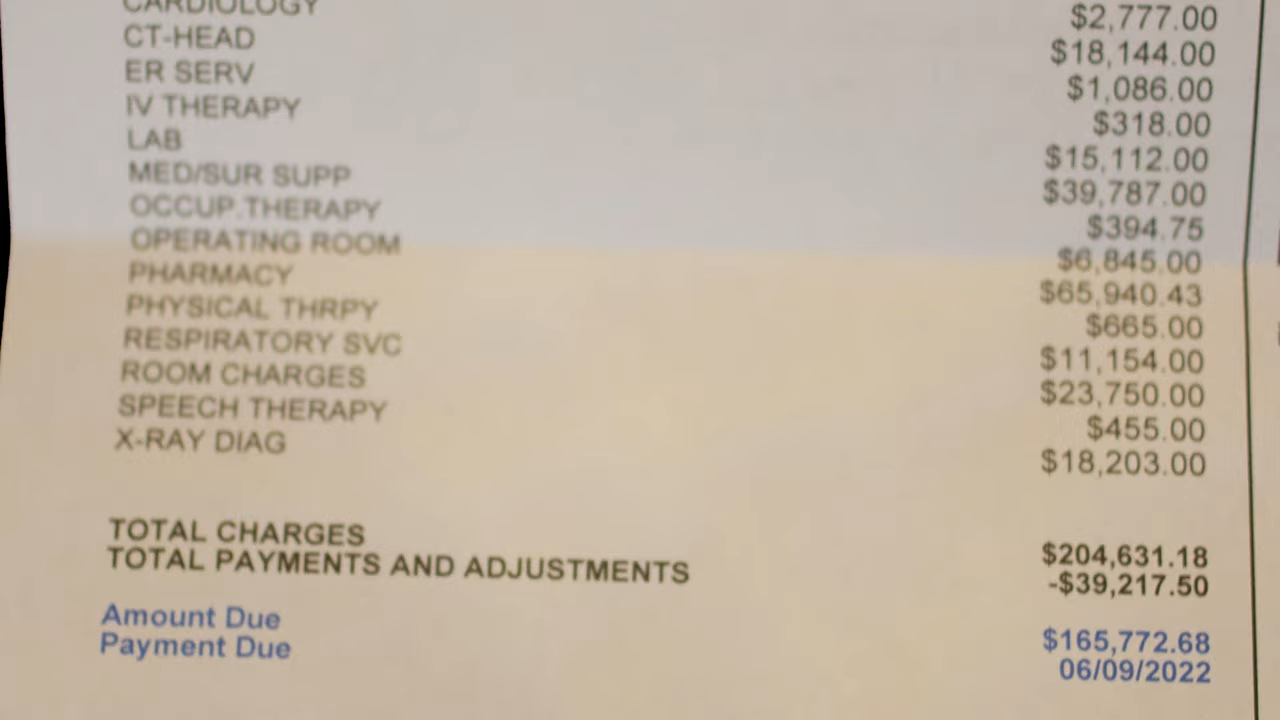 CARDIOLOGY $2,777.00
CT-HEAD $18,144.00
ER SERV $1,086.00
IV THERAPY $318.00
LAB $15,112.00
MED/SUR SUPP $39,787.00
OCCUP.THERAPY $394.75
OPERATING ROOM $6,845.00
PHARMACY $65,940.43
PHYSICAL THRPY $665.00
RESPIRATORY SVC $11,154.00
ROOM CHARGES $23,750.00
SPEECH THERAPY $455.00
X-RAY DIAG $18,203.00
TOTAL CHARGES $204,631.18
TOTAL PAYMENTS AND ADJUSTMENTS -$39,217.50
Amount Due $165,772.68
Payment Due 06/09/2022